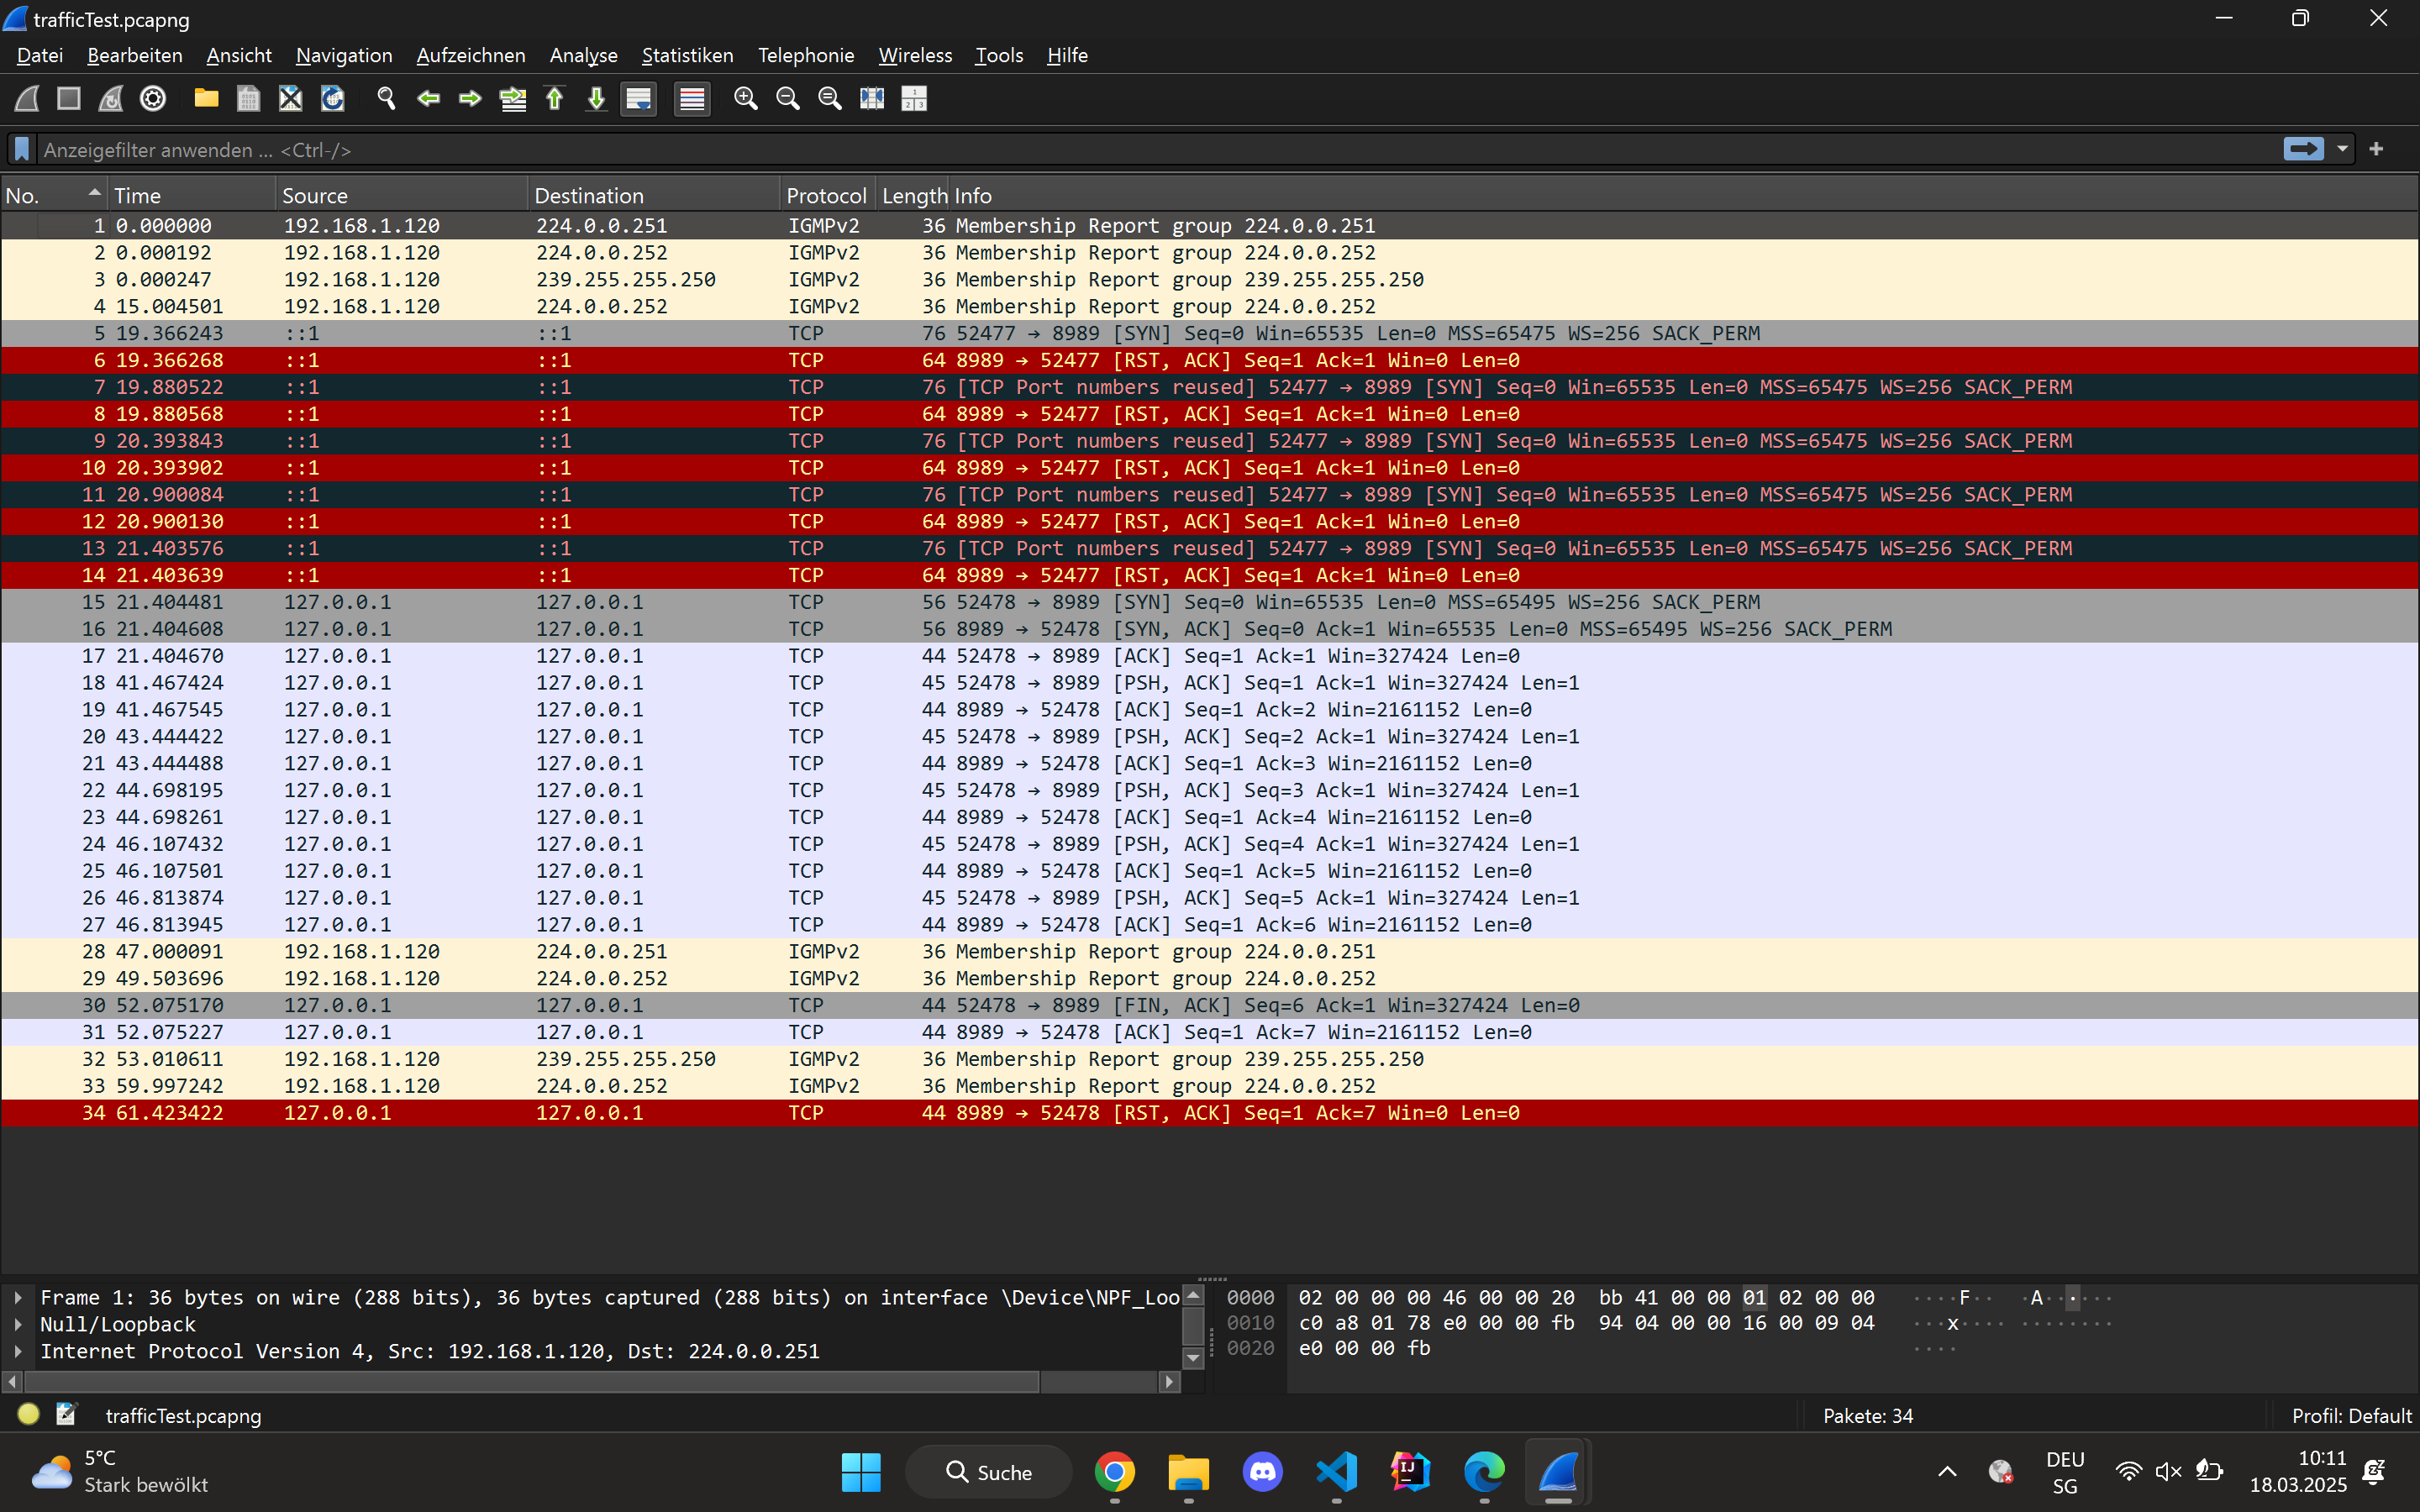 trafficTest.pcapng
Datei Bearbeiten Ansicht Navigation Aufzeichnen Analyse Statistiken Telephonie Wireless Tools Hilfe
Anzeigefilter anwenden … <Ctrl-/>
No. Time Source Destination Protocol Length Info
1 0.000000 192.168.1.120 224.0.0.251 IGMPv2 36 Membership Report group 224.0.0.251
2 0.000192 192.168.1.120 224.0.0.252 IGMPv2 36 Membership Report group 224.0.0.252
3 0.000247 192.168.1.120 239.255.255.250 IGMPv2 36 Membership Report group 239.255.255.250
4 15.004501 192.168.1.120 224.0.0.252 IGMPv2 36 Membership Report group 224.0.0.252
5 19.366243 ::1 ::1 TCP 76 52477 → 8989 [SYN] Seq=0 Win=65535 Len=0 MSS=65475 WS=256 SACK_PERM
6 19.366268 ::1 ::1 TCP 64 8989 → 52477 [RST, ACK] Seq=1 Ack=1 Win=0 Len=0
7 19.880522 ::1 ::1 TCP 76 [TCP Port numbers reused] 52477 → 8989 [SYN] Seq=0 Win=65535 Len=0 MSS=65475 WS=256 SACK_PERM
8 19.880568 ::1 ::1 TCP 64 8989 → 52477 [RST, ACK] Seq=1 Ack=1 Win=0 Len=0
9 20.393843 ::1 ::1 TCP 76 [TCP Port numbers reused] 52477 → 8989 [SYN] Seq=0 Win=65535 Len=0 MSS=65475 WS=256 SACK_PERM
10 20.393902 ::1 ::1 TCP 64 8989 → 52477 [RST, ACK] Seq=1 Ack=1 Win=0 Len=0
11 20.900084 ::1 ::1 TCP 76 [TCP Port numbers reused] 52477 → 8989 [SYN] Seq=0 Win=65535 Len=0 MSS=65475 WS=256 SACK_PERM
12 20.900130 ::1 ::1 TCP 64 8989 → 52477 [RST, ACK] Seq=1 Ack=1 Win=0 Len=0
13 21.403576 ::1 ::1 TCP 76 [TCP Port numbers reused] 52477 → 8989 [SYN] Seq=0 Win=65535 Len=0 MSS=65475 WS=256 SACK_PERM
14 21.403639 ::1 ::1 TCP 64 8989 → 52477 [RST, ACK] Seq=1 Ack=1 Win=0 Len=0
15 21.404481 127.0.0.1 127.0.0.1 TCP 56 52478 → 8989 [SYN] Seq=0 Win=65535 Len=0 MSS=65495 WS=256 SACK_PERM
16 21.404608 127.0.0.1 127.0.0.1 TCP 56 8989 → 52478 [SYN, ACK] Seq=0 Ack=1 Win=65535 Len=0 MSS=65495 WS=256 SACK_PERM
17 21.404670 127.0.0.1 127.0.0.1 TCP 44 52478 → 8989 [ACK] Seq=1 Ack=1 Win=327424 Len=0
18 41.467424 127.0.0.1 127.0.0.1 TCP 45 52478 → 8989 [PSH, ACK] Seq=1 Ack=1 Win=327424 Len=1
19 41.467545 127.0.0.1 127.0.0.1 TCP 44 8989 → 52478 [ACK] Seq=1 Ack=2 Win=2161152 Len=0
20 43.444422 127.0.0.1 127.0.0.1 TCP 45 52478 → 8989 [PSH, ACK] Seq=2 Ack=1 Win=327424 Len=1
21 43.444488 127.0.0.1 127.0.0.1 TCP 44 8989 → 52478 [ACK] Seq=1 Ack=3 Win=2161152 Len=0
22 44.698195 127.0.0.1 127.0.0.1 TCP 45 52478 → 8989 [PSH, ACK] Seq=3 Ack=1 Win=327424 Len=1
23 44.698261 127.0.0.1 127.0.0.1 TCP 44 8989 → 52478 [ACK] Seq=1 Ack=4 Win=2161152 Len=0
24 46.107432 127.0.0.1 127.0.0.1 TCP 45 52478 → 8989 [PSH, ACK] Seq=4 Ack=1 Win=327424 Len=1
25 46.107501 127.0.0.1 127.0.0.1 TCP 44 8989 → 52478 [ACK] Seq=1 Ack=5 Win=2161152 Len=0
26 46.813874 127.0.0.1 127.0.0.1 TCP 45 52478 → 8989 [PSH, ACK] Seq=5 Ack=1 Win=327424 Len=1
27 46.813945 127.0.0.1 127.0.0.1 TCP 44 8989 → 52478 [ACK] Seq=1 Ack=6 Win=2161152 Len=0
28 47.000091 192.168.1.120 224.0.0.251 IGMPv2 36 Membership Report group 224.0.0.251
29 49.503696 192.168.1.120 224.0.0.252 IGMPv2 36 Membership Report group 224.0.0.252
30 52.075170 127.0.0.1 127.0.0.1 TCP 44 52478 → 8989 [FIN, ACK] Seq=6 Ack=1 Win=327424 Len=0
31 52.075227 127.0.0.1 127.0.0.1 TCP 44 8989 → 52478 [ACK] Seq=1 Ack=7 Win=2161152 Len=0
32 53.010611 192.168.1.120 239.255.255.250 IGMPv2 36 Membership Report group 239.255.255.250
33 59.997242 192.168.1.120 224.0.0.252 IGMPv2 36 Membership Report group 224.0.0.252
34 61.423422 127.0.0.1 127.0.0.1 TCP 44 8989 → 52478 [RST, ACK] Seq=1 Ack=7 Win=0 Len=0
Frame 1: 36 bytes on wire (288 bits), 36 bytes captured (288 bits) on interface \Device\NPF_Loo
Null/Loopback
Internet Protocol Version 4, Src: 192.168.1.120, Dst: 224.0.0.251
0000 02 00 00 00 46 00 00 20 bb 41 00 00 01 02 00 00 ····F·· ·A······
0010 c0 a8 01 78 e0 00 00 fb 94 04 00 00 16 00 09 04 ···x···· ········
0020 e0 00 00 fb ····
trafficTest.pcapng
Pakete: 34
Profil: Default
5°C
Stark bewölkt
Suche
DEU
SG
10:11
18.03.2025